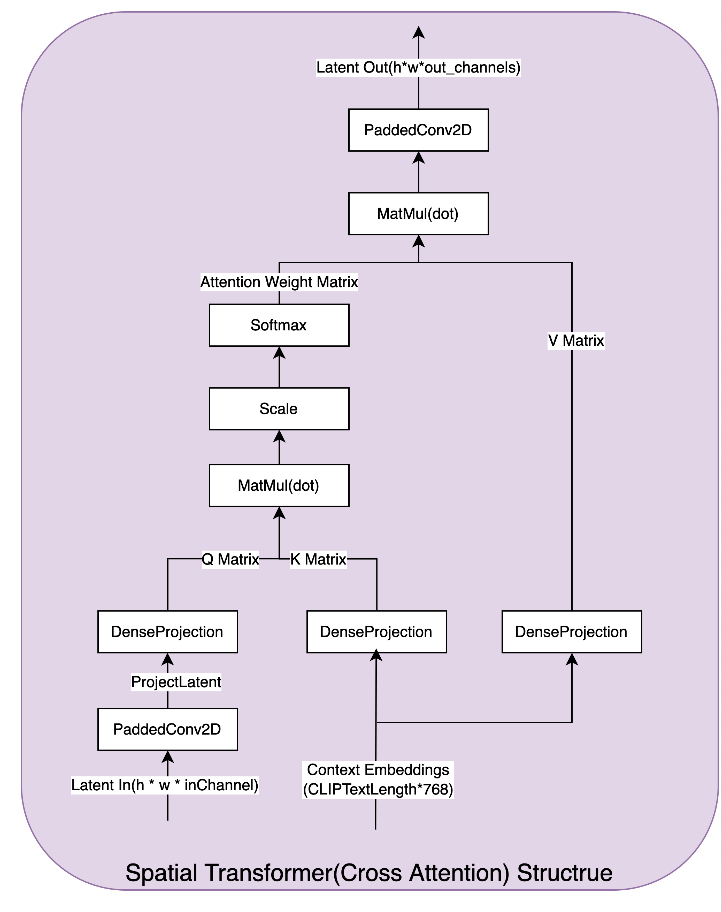 Latent Out(h*w*out_channels)
PaddedConv2D
MatMul(dot)
Attention Weight Matrix
Softmax
V Matrix
Scale
MatMul(dot)
Q Matrix
K Matrix
DenseProjection
DenseProjection
DenseProjection
ProjectLatent
PaddedConv2D
Latent In(h * w * inChannel)
Context Embeddings
(CLIPTextLength*768)
Spatial Transformer(Cross Attention) Structrue